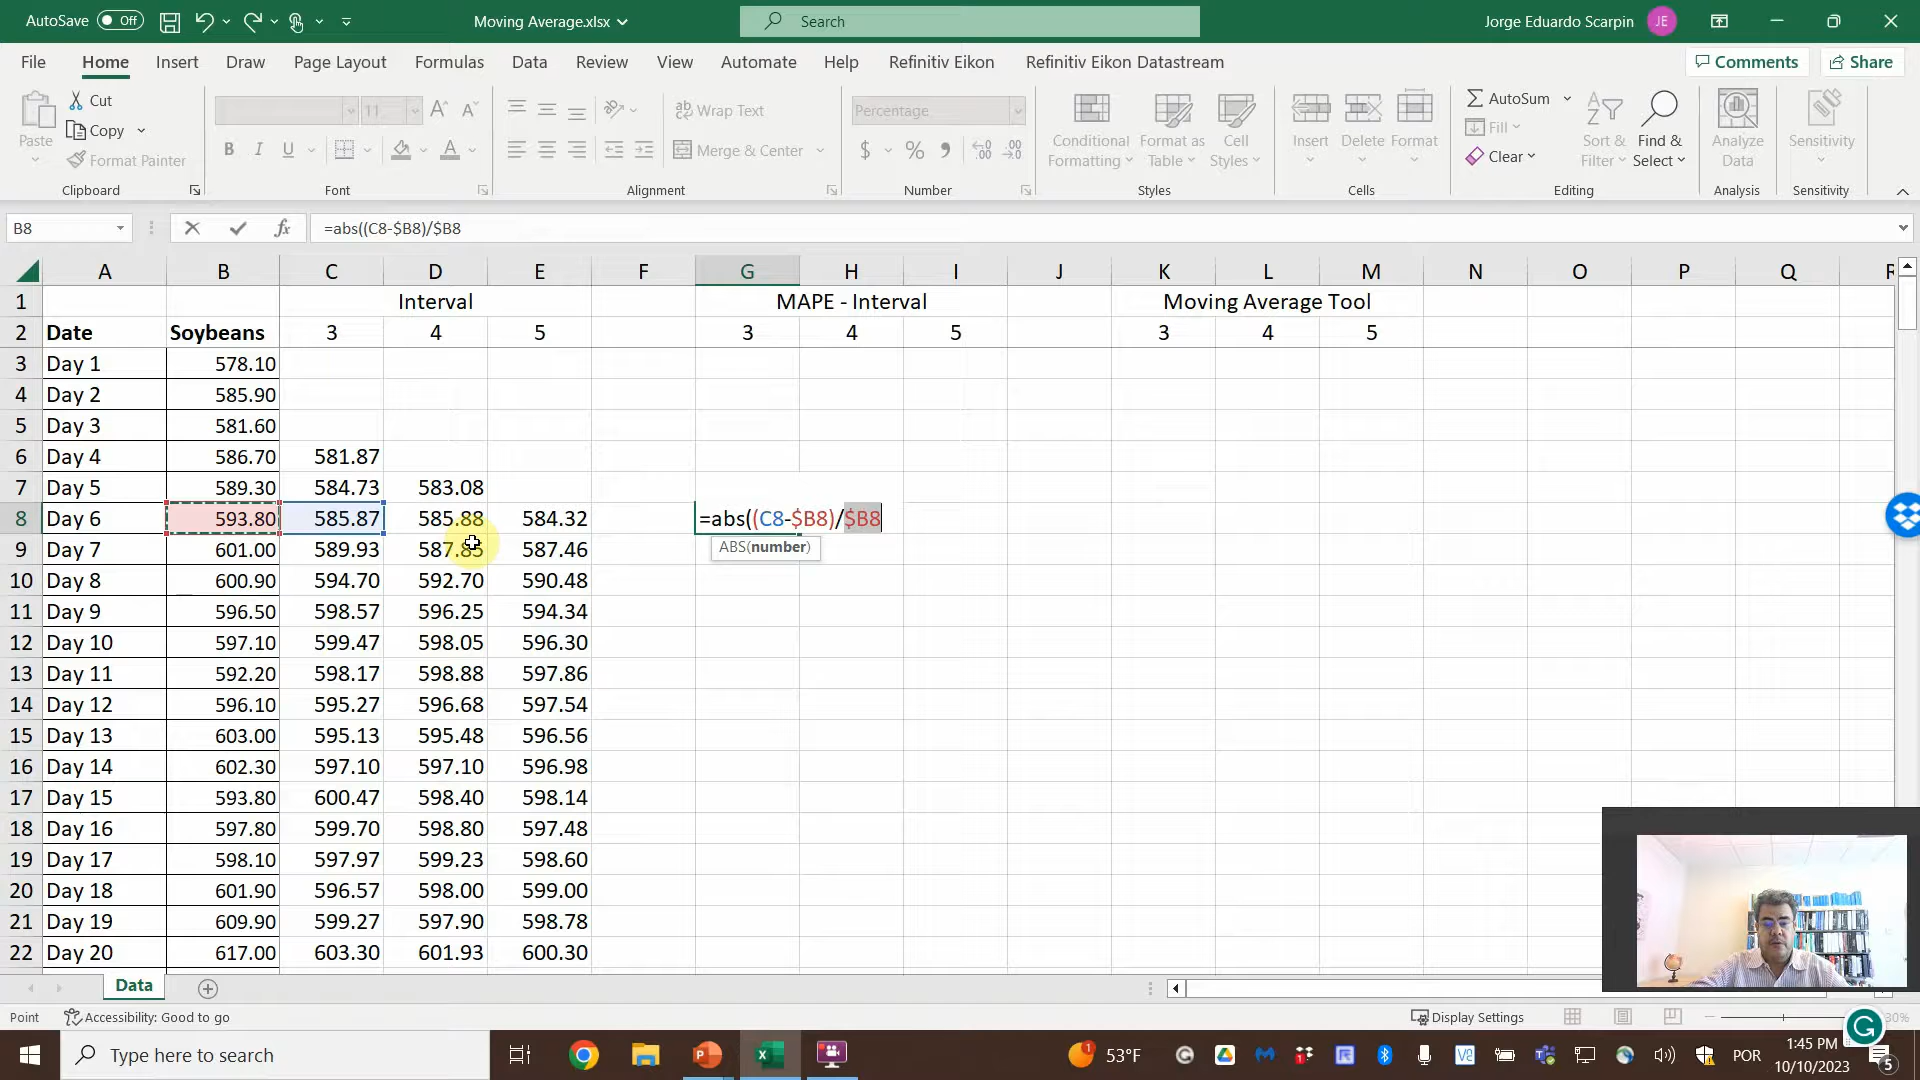 AutoSave Off Moving Average.xlsx Search Jorge Eduardo Scarpin JE
File Home Insert Draw Page Layout Formulas Data Review View Automate Help Refinitiv Eikon Refinitiv Eikon Datastream Comments Share
Paste Cut Copy Format Painter
11 A A
B I U A
ab Wrap Text
Merge & Center
Percentage
$ % 9
Conditional Formatting Format as Table Cell Styles
Insert Delete Format
AutoSum Fill Clear
Sort & Filter Find & Select
Analyze Data
Sensitivity
Clipboard Font Alignment Number Styles Cells Editing Analysis Sensitivity
B8 fx =abs((C8-$B8)/$B8
A B C D E F G H I J K L M N O P Q R
1 Interval MAPE - Interval Moving Average Tool
2 Date Soybeans 3 4 5 3 4 5 3 4 5
3 Day 1 578.10
4 Day 2 585.90
5 Day 3 581.60
6 Day 4 586.70 581.87
7 Day 5 589.30 584.73 583.08
8 Day 6 593.80 585.87 585.88 584.32 =abs((C8-$B8)/$B8
ABS(number)
9 Day 7 601.00 589.93 587.85 587.46
10 Day 8 600.90 594.70 592.70 590.48
11 Day 9 596.50 598.57 596.25 594.34
12 Day 10 597.10 599.47 598.05 596.30
13 Day 11 592.20 598.17 598.88 597.86
14 Day 12 596.10 595.27 596.68 597.54
15 Day 13 603.00 595.13 595.48 596.56
16 Day 14 602.30 597.10 597.10 596.98
17 Day 15 593.80 600.47 598.40 598.14
18 Day 16 597.80 599.70 598.80 597.48
19 Day 17 598.10 597.97 599.23 598.60
20 Day 18 601.90 596.57 598.00 599.00
21 Day 19 609.90 599.27 597.90 598.78
22 Day 20 617.00 603.30 601.93 600.30
Data
Point Accessibility: Good to go Display Settings
Type here to search 53°F POR 1:45 PM
10/10/2023 5